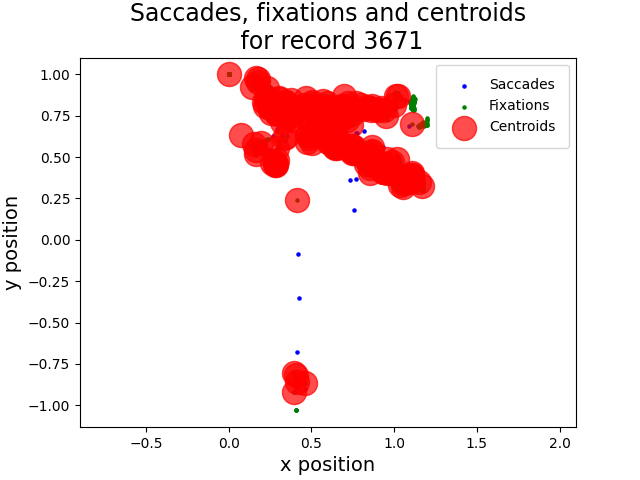 Saccades, fixations and centroids
for record 3671
1.00
0.75
0.50
0.25
0.00
−0.25
−0.50
−0.75
−1.00
y position
Saccades
Fixations
Centroids
−0.5
0.0
0.5
1.0
1.5
2.0
x position